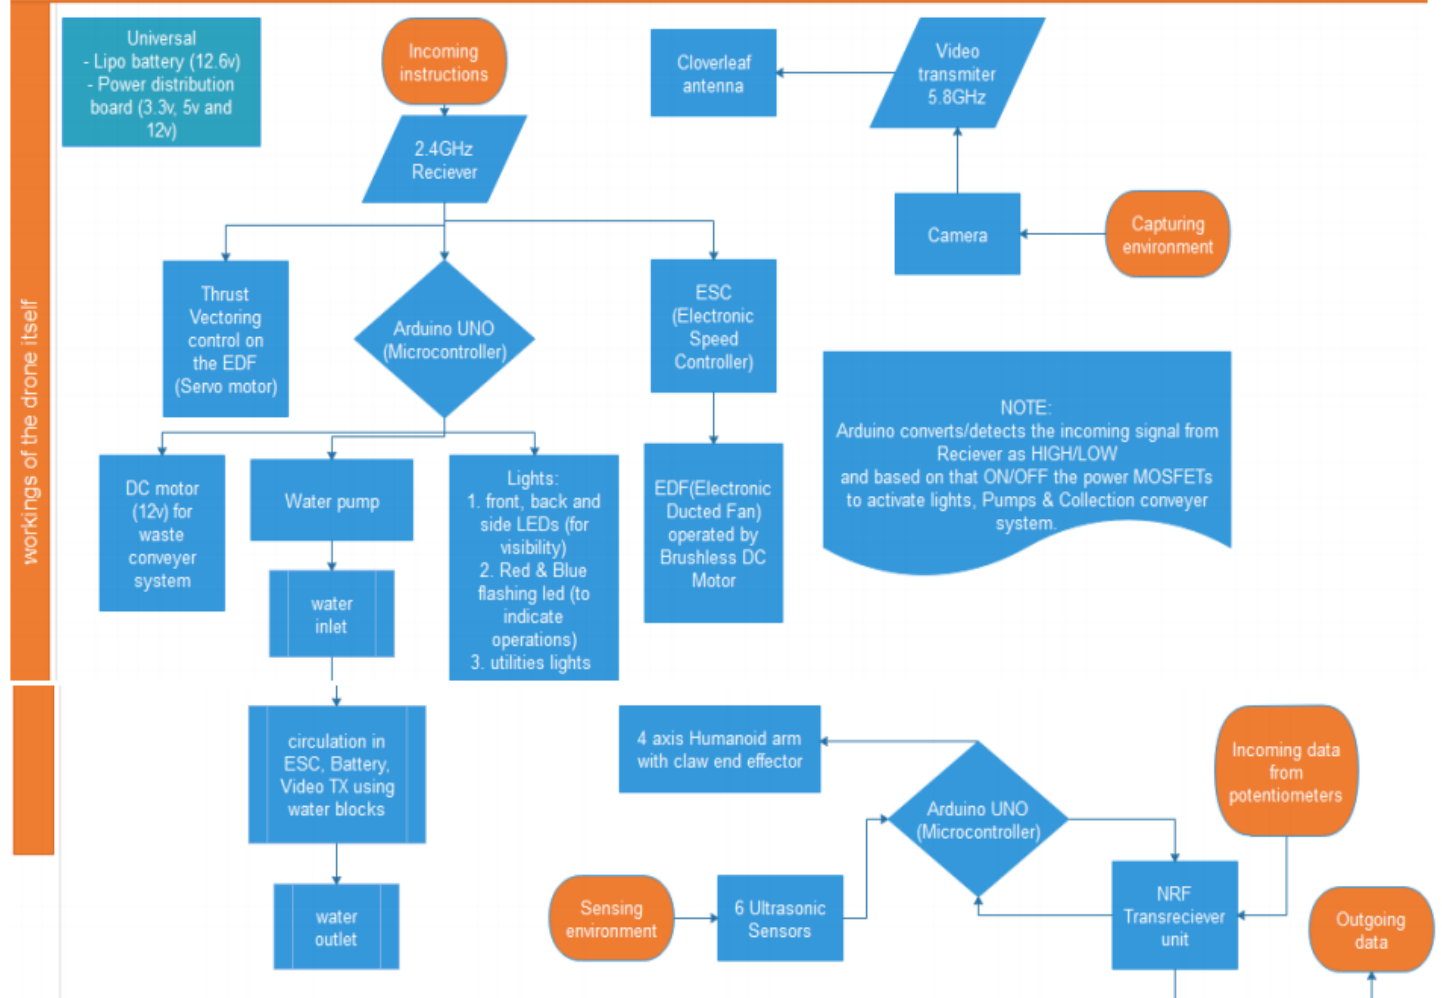 workings of the drone itself
Universal
- Lipo battery (12.6v)
- Power distribution
board (3.3v, 5v and
12v)
Incoming
instructions
2.4GHz
Reciever
Cloverleaf
antenna
Video
transmiter
5.8GHz
Camera
Capturing
environment
Thrust
Vectoring
control on
the EDF
(Servo motor)
Arduino UNO
(Microcontroller)
ESC
(Electronic
Speed
Controller)
NOTE:
Arduino converts/detects the incoming signal from
Reciever as HIGH/LOW
and based on that ON/OFF the power MOSFETs
to activate lights, Pumps & Collection conveyer
system.
DC motor
(12v) for
waste
conveyer
system
Water pump
Lights:
1. front, back and
side LEDs (for
visibility)
2. Red & Blue
flashing led (to
indicate
operations)
3. utilities lights
EDF(Electronic
Ducted Fan)
operated by
Brushless DC
Motor
water
inlet
circulation in
ESC, Battery,
Video TX using
water blocks
water
outlet
4 axis Humanoid arm
with claw end effector
Arduino UNO
(Microcontroller)
Incoming data
from
potentiometers
Sensing
environment
6 Ultrasonic
Sensors
NRF
Transreciever
unit
Outgoing
data